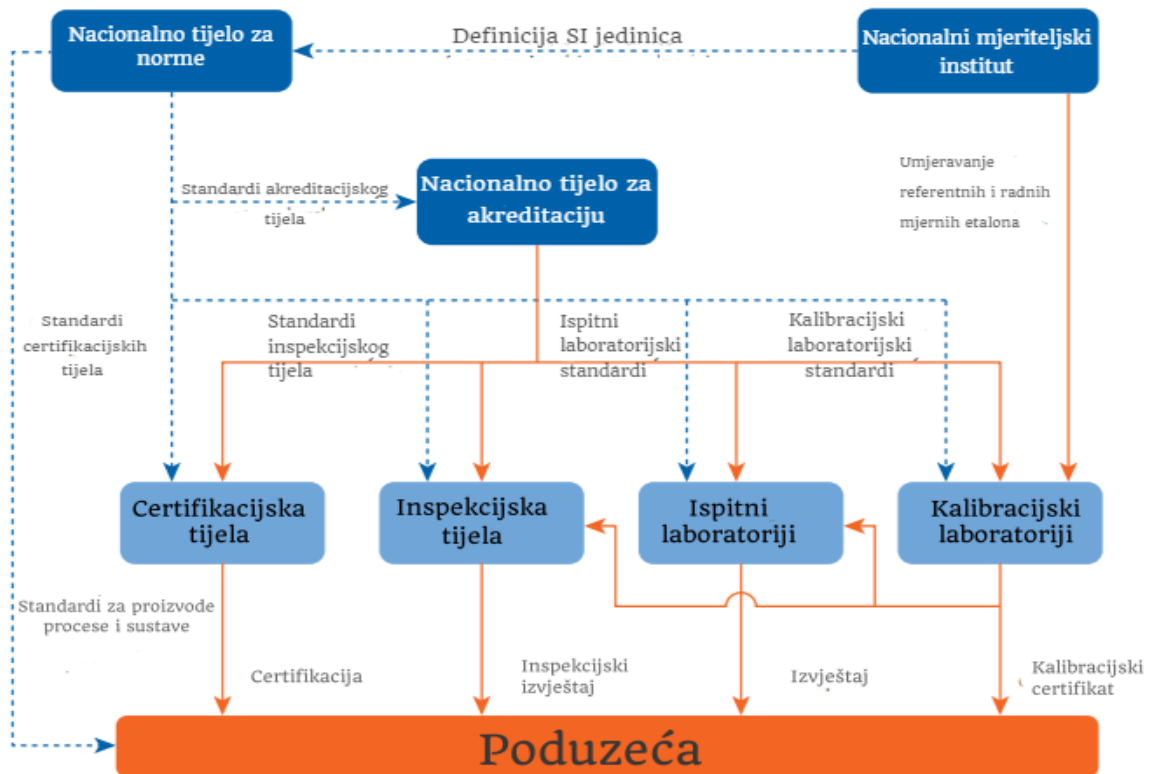 Nacionalno tijelo za
norme
Definicija SI jedinica
Nacionalni mjeriteljski
institut
Standardi akreditacijskog
tijela
Nacionalno tijelo za
akreditaciju
Umjeravanje
referentnih i radnih
mjernih etalona
Standardi
certifikacijskih
tijela
Standardi
inspekcijskog
tijela
Ispitni
laboratorijski
standardi
Kalibracijski
laboratorijski
standardi
Certifikacijska
tijela
Inspekcijska
tijela
Ispitni
laboratoriji
Kalibracijski
laboratoriji
Standardi za proizvode
procese i sustave
Certifikacija
Inspekcijski
izvještaj
Izvještaj
Kalibracijski
certifikat
Poduzeća